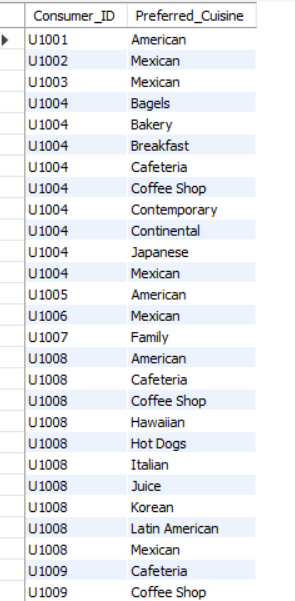 Consumer_ID Preferred_Cuisine
U1001 American
U1002 Mexican
U1003 Mexican
U1004 Bagels
U1004 Bakery
U1004 Breakfast
U1004 Cafeteria
U1004 Coffee Shop
U1004 Contemporary
U1004 Continental
U1004 Japanese
U1004 Mexican
U1005 American
U1006 Mexican
U1007 Family
U1008 American
U1008 Cafeteria
U1008 Coffee Shop
U1008 Hawaiian
U1008 Hot Dogs
U1008 Italian
U1008 Juice
U1008 Korean
U1008 Latin American
U1008 Mexican
U1009 Cafeteria
U1009 Coffee Shop